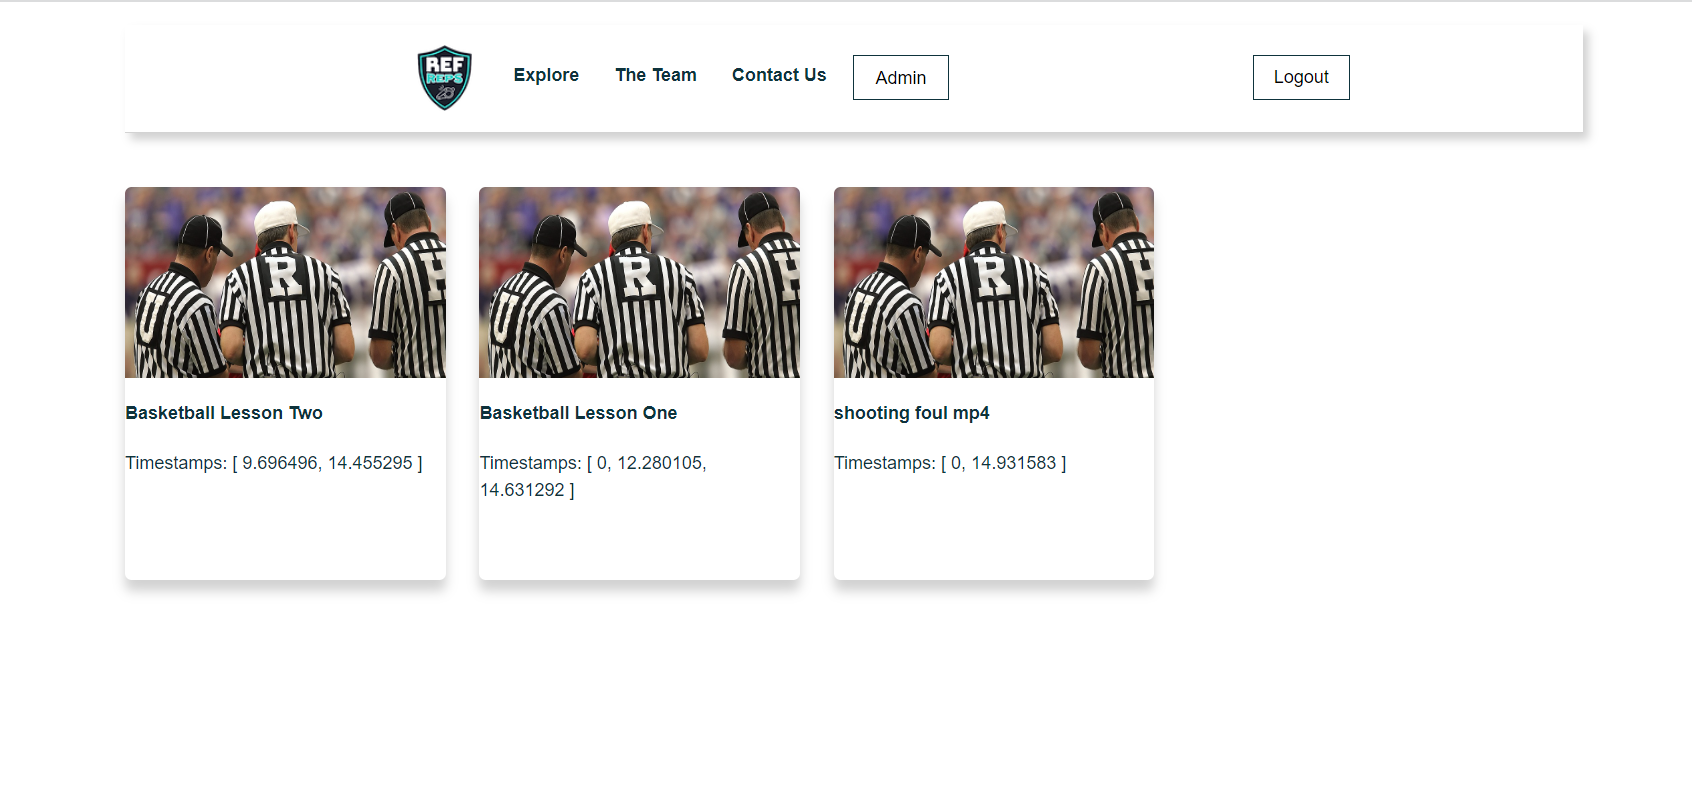 REF
REPS
Explore
The Team
Contact Us
Admin
Logout
U
R
H
U
R
H
U
R
H
Basketball Lesson Two
Basketball Lesson One
shooting foul mp4
Timestamps: [ 9.696496, 14.455295 ]
Timestamps: [ 0, 12.280105,
14.631292 ]
Timestamps: [ 0, 14.931583 ]